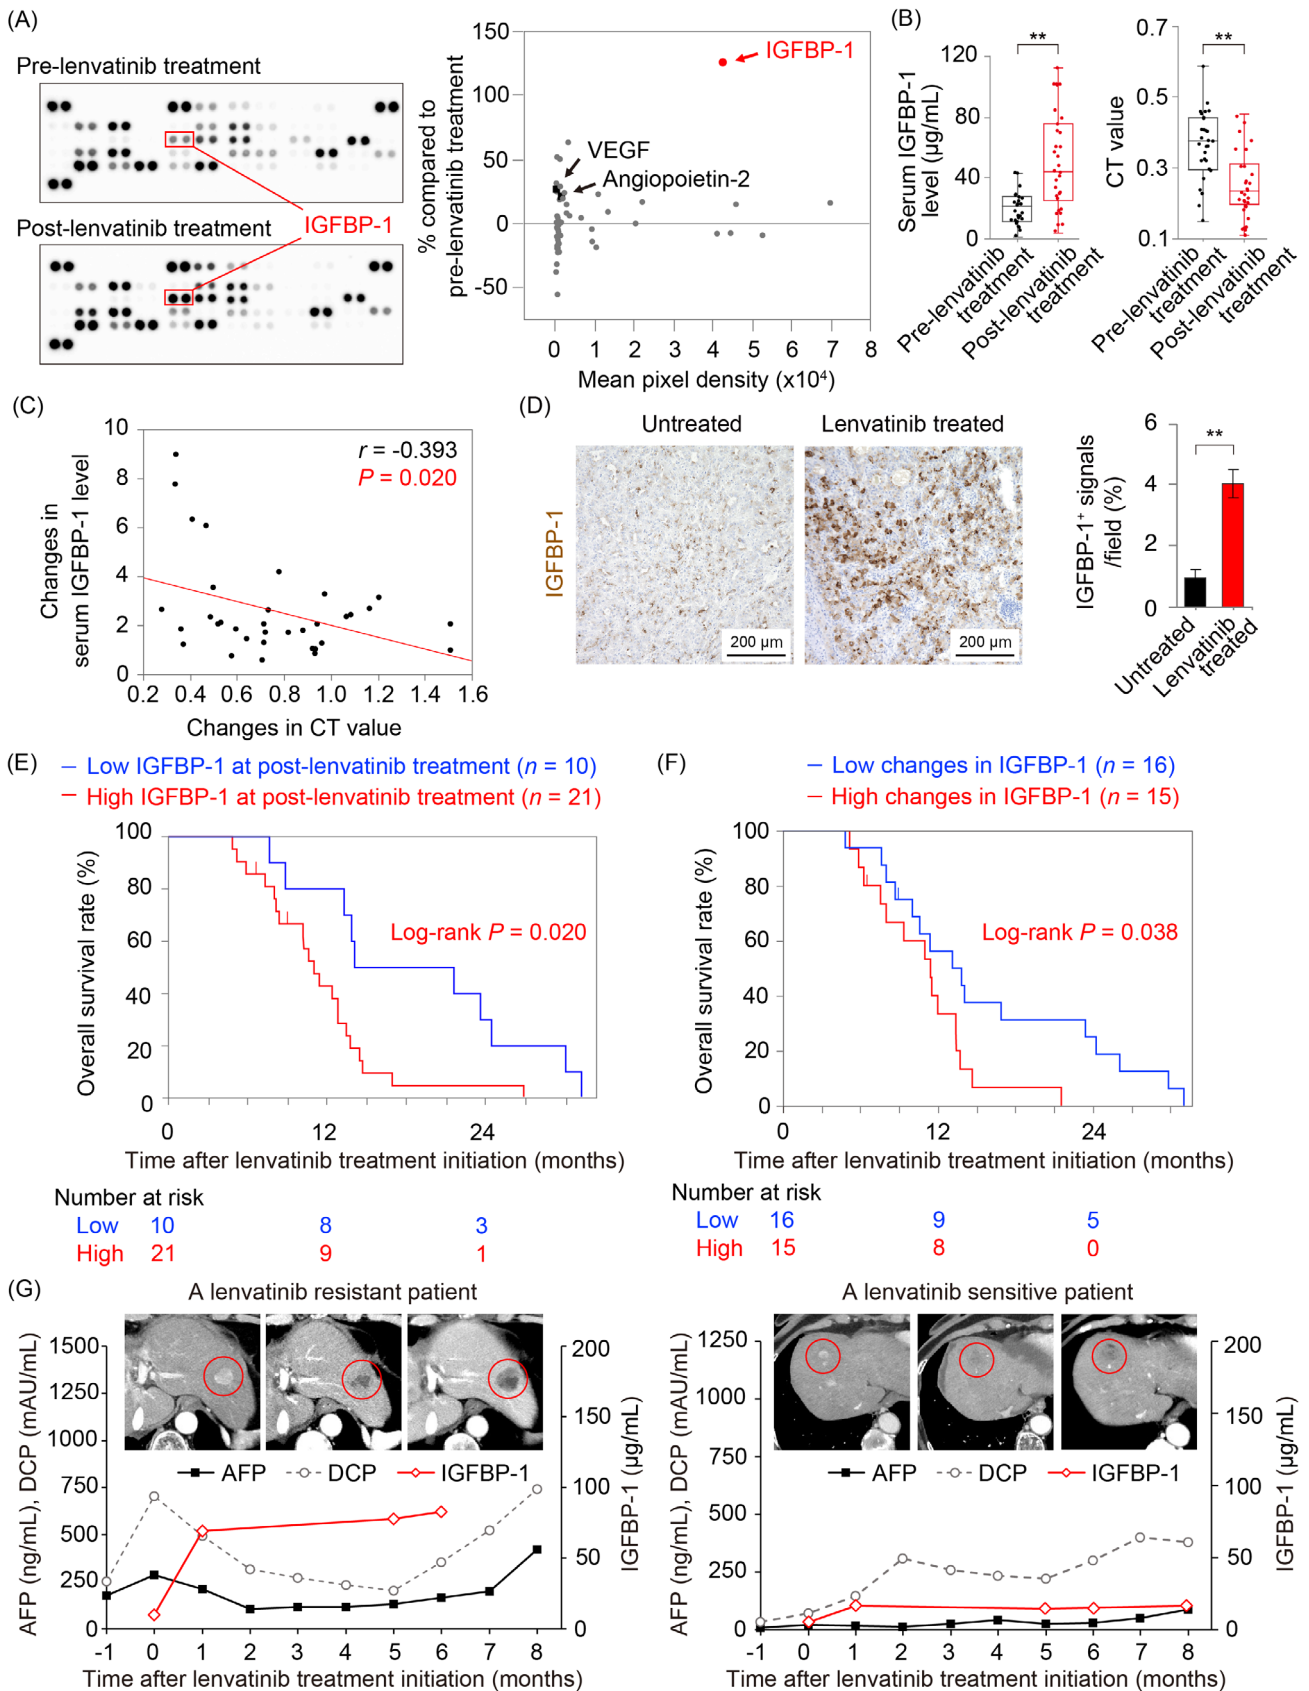 (A)
Pre-lenvatinib treatment
Post-lenvatinib treatment
IGFBP-1
% compared to
pre-lenvatinib treatment
150
100
50
0
-50
IGFBP-1
VEGF
Angiopoietin-2
0 1 2 3 4 5 6 7 8
Mean pixel density (x10⁴)
(B)
Serum IGFBP-1
level (µg/mL)
120
80
40
0
**
Pre-lenvatinib
treatment
Post-lenvatinib
treatment
CT value
0.7
0.5
0.3
0.1
**
Pre-lenvatinib
treatment
Post-lenvatinib
treatment
(C)
Changes in
serum IGFBP-1 level
10
8
6
4
2
0
r = -0.393
P = 0.020
0.2 0.4 0.6 0.8 1.0 1.2 1.4 1.6
Changes in CT value
(D)
Untreated
Lenvatinib treated
IGFBP-1
200 µm
200 µm
IGFBP-1⁺ signals
/field (%)
6
4
2
0
**
Untreated
Lenvatinib
treated
(E)
Low IGFBP-1 at post-lenvatinib treatment (n = 10)
High IGFBP-1 at post-lenvatinib treatment (n = 21)
Overall survival rate (%)
100
80
60
40
20
0
Log-rank P = 0.020
0 12 24
Time after lenvatinib treatment initiation (months)
Number at risk
Low 10 8 3
High 21 9 1
(F)
Low changes in IGFBP-1 (n = 16)
High changes in IGFBP-1 (n = 15)
Overall survival rate (%)
100
80
60
40
20
0
Log-rank P = 0.038
0 12 24
Time after lenvatinib treatment initiation (months)
Number at risk
Low 16 9 5
High 15 8 0
(G)
A lenvatinib resistant patient
AFP (ng/mL), DCP (mAU/mL)
1500
1250
1000
750
500
250
0
AFP DCP IGFBP-1
200
150
100
50
0
IGFBP-1 (µg/mL)
-1 0 1 2 3 4 5 6 7 8
Time after lenvatinib treatment initiation (months)
A lenvatinib sensitive patient
AFP (ng/mL), DCP (mAU/mL)
1250
1000
750
500
250
0
AFP DCP IGFBP-1
200
150
100
50
0
IGFBP-1 (µg/mL)
-1 0 1 2 3 4 5 6 7 8
Time after lenvatinib treatment initiation (months)